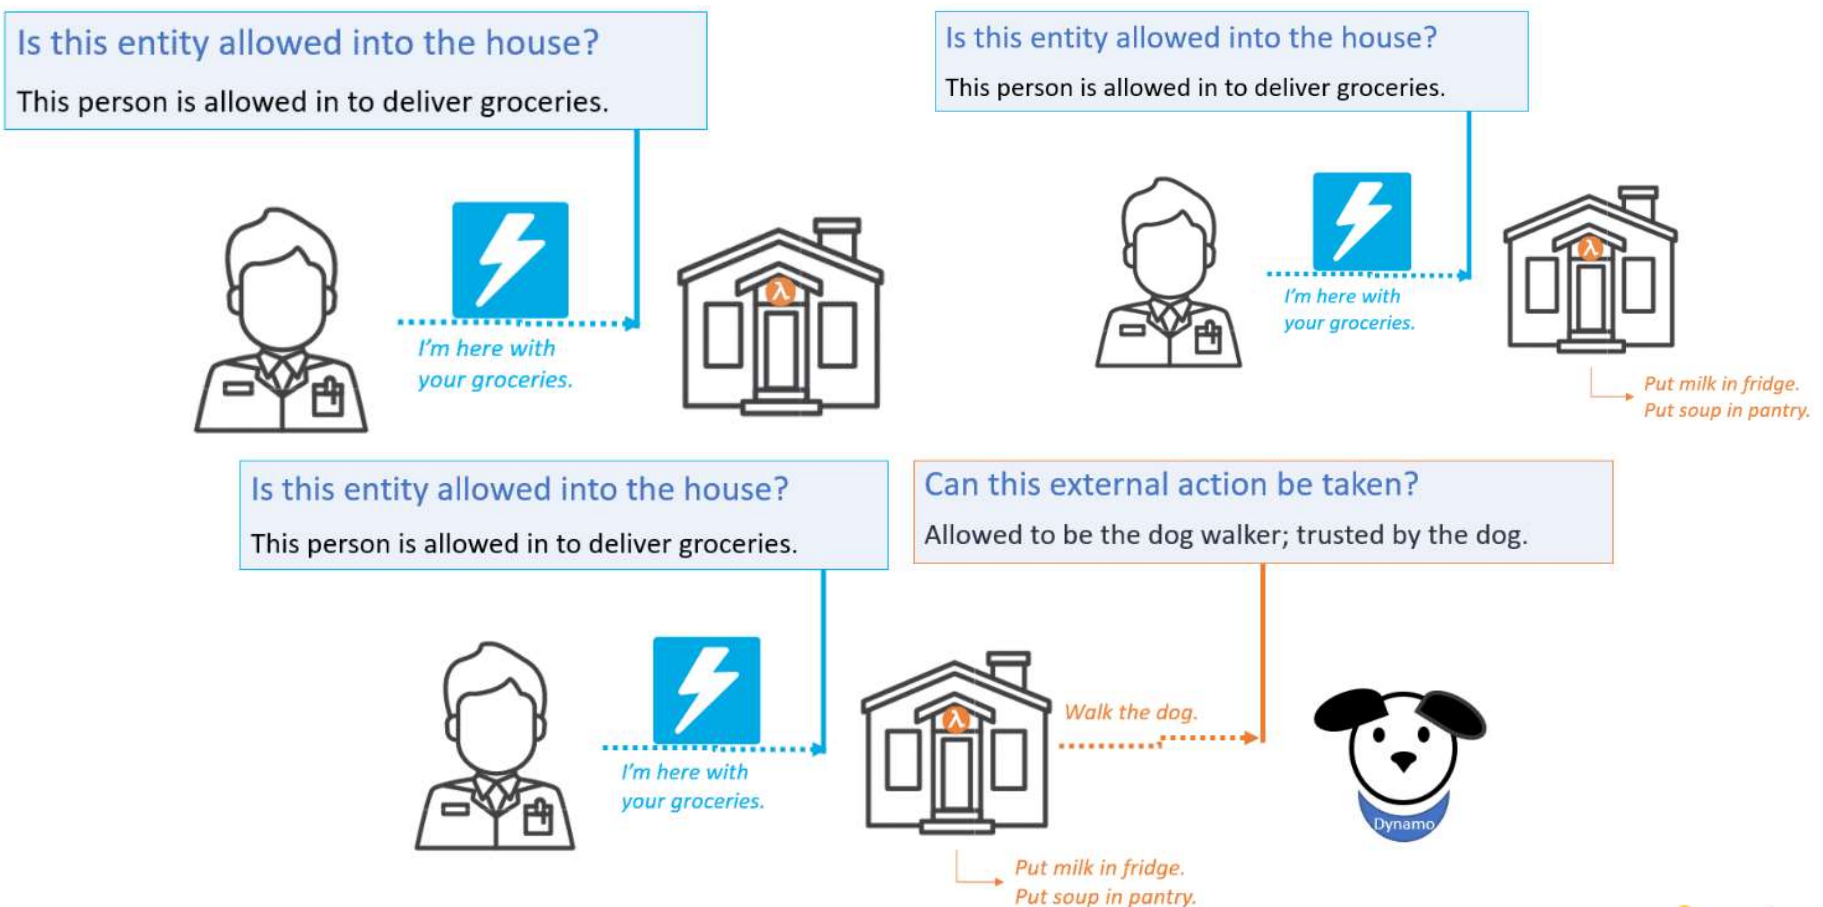 Is this entity allowed into the house?
This person is allowed in to deliver groceries.
I'm here with
your groceries.
λ
Is this entity allowed into the house?
This person is allowed in to deliver groceries.
I'm here with
your groceries.
λ
Put milk in fridge.
Put soup in pantry.
Is this entity allowed into the house?
This person is allowed in to deliver groceries.
I'm here with
your groceries.
λ
Put milk in fridge.
Put soup in pantry.
Can this external action be taken?
Allowed to be the dog walker; trusted by the dog.
Walk the dog.
Dynamo